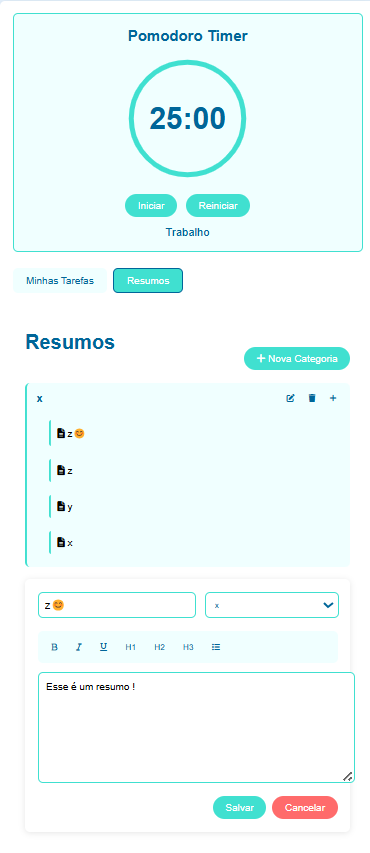 Pomodoro Timer
25:00
Iniciar Reiniciar
Trabalho
Minhas Tarefas Resumos
Resumos
+ Nova Categoria
x
z😊
z
y
x
z😊 x
B I U H1 H2 H3
Esse é um resumo !
Salvar Cancelar